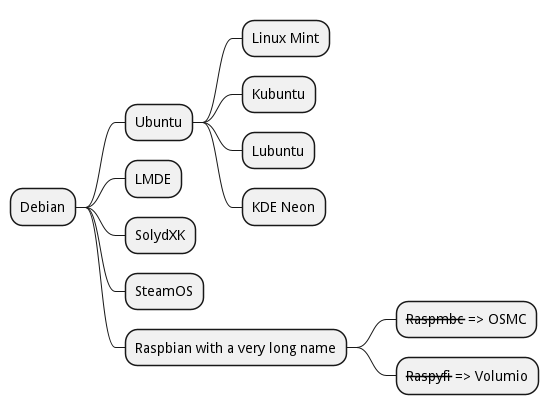 Debian
Ubuntu
Linux Mint
Kubuntu
Lubuntu
KDE Neon
LMDE
SolydXK
SteamOS
Raspbian with a very long name
Raspmbc => OSMC
Raspyfi => Volumio